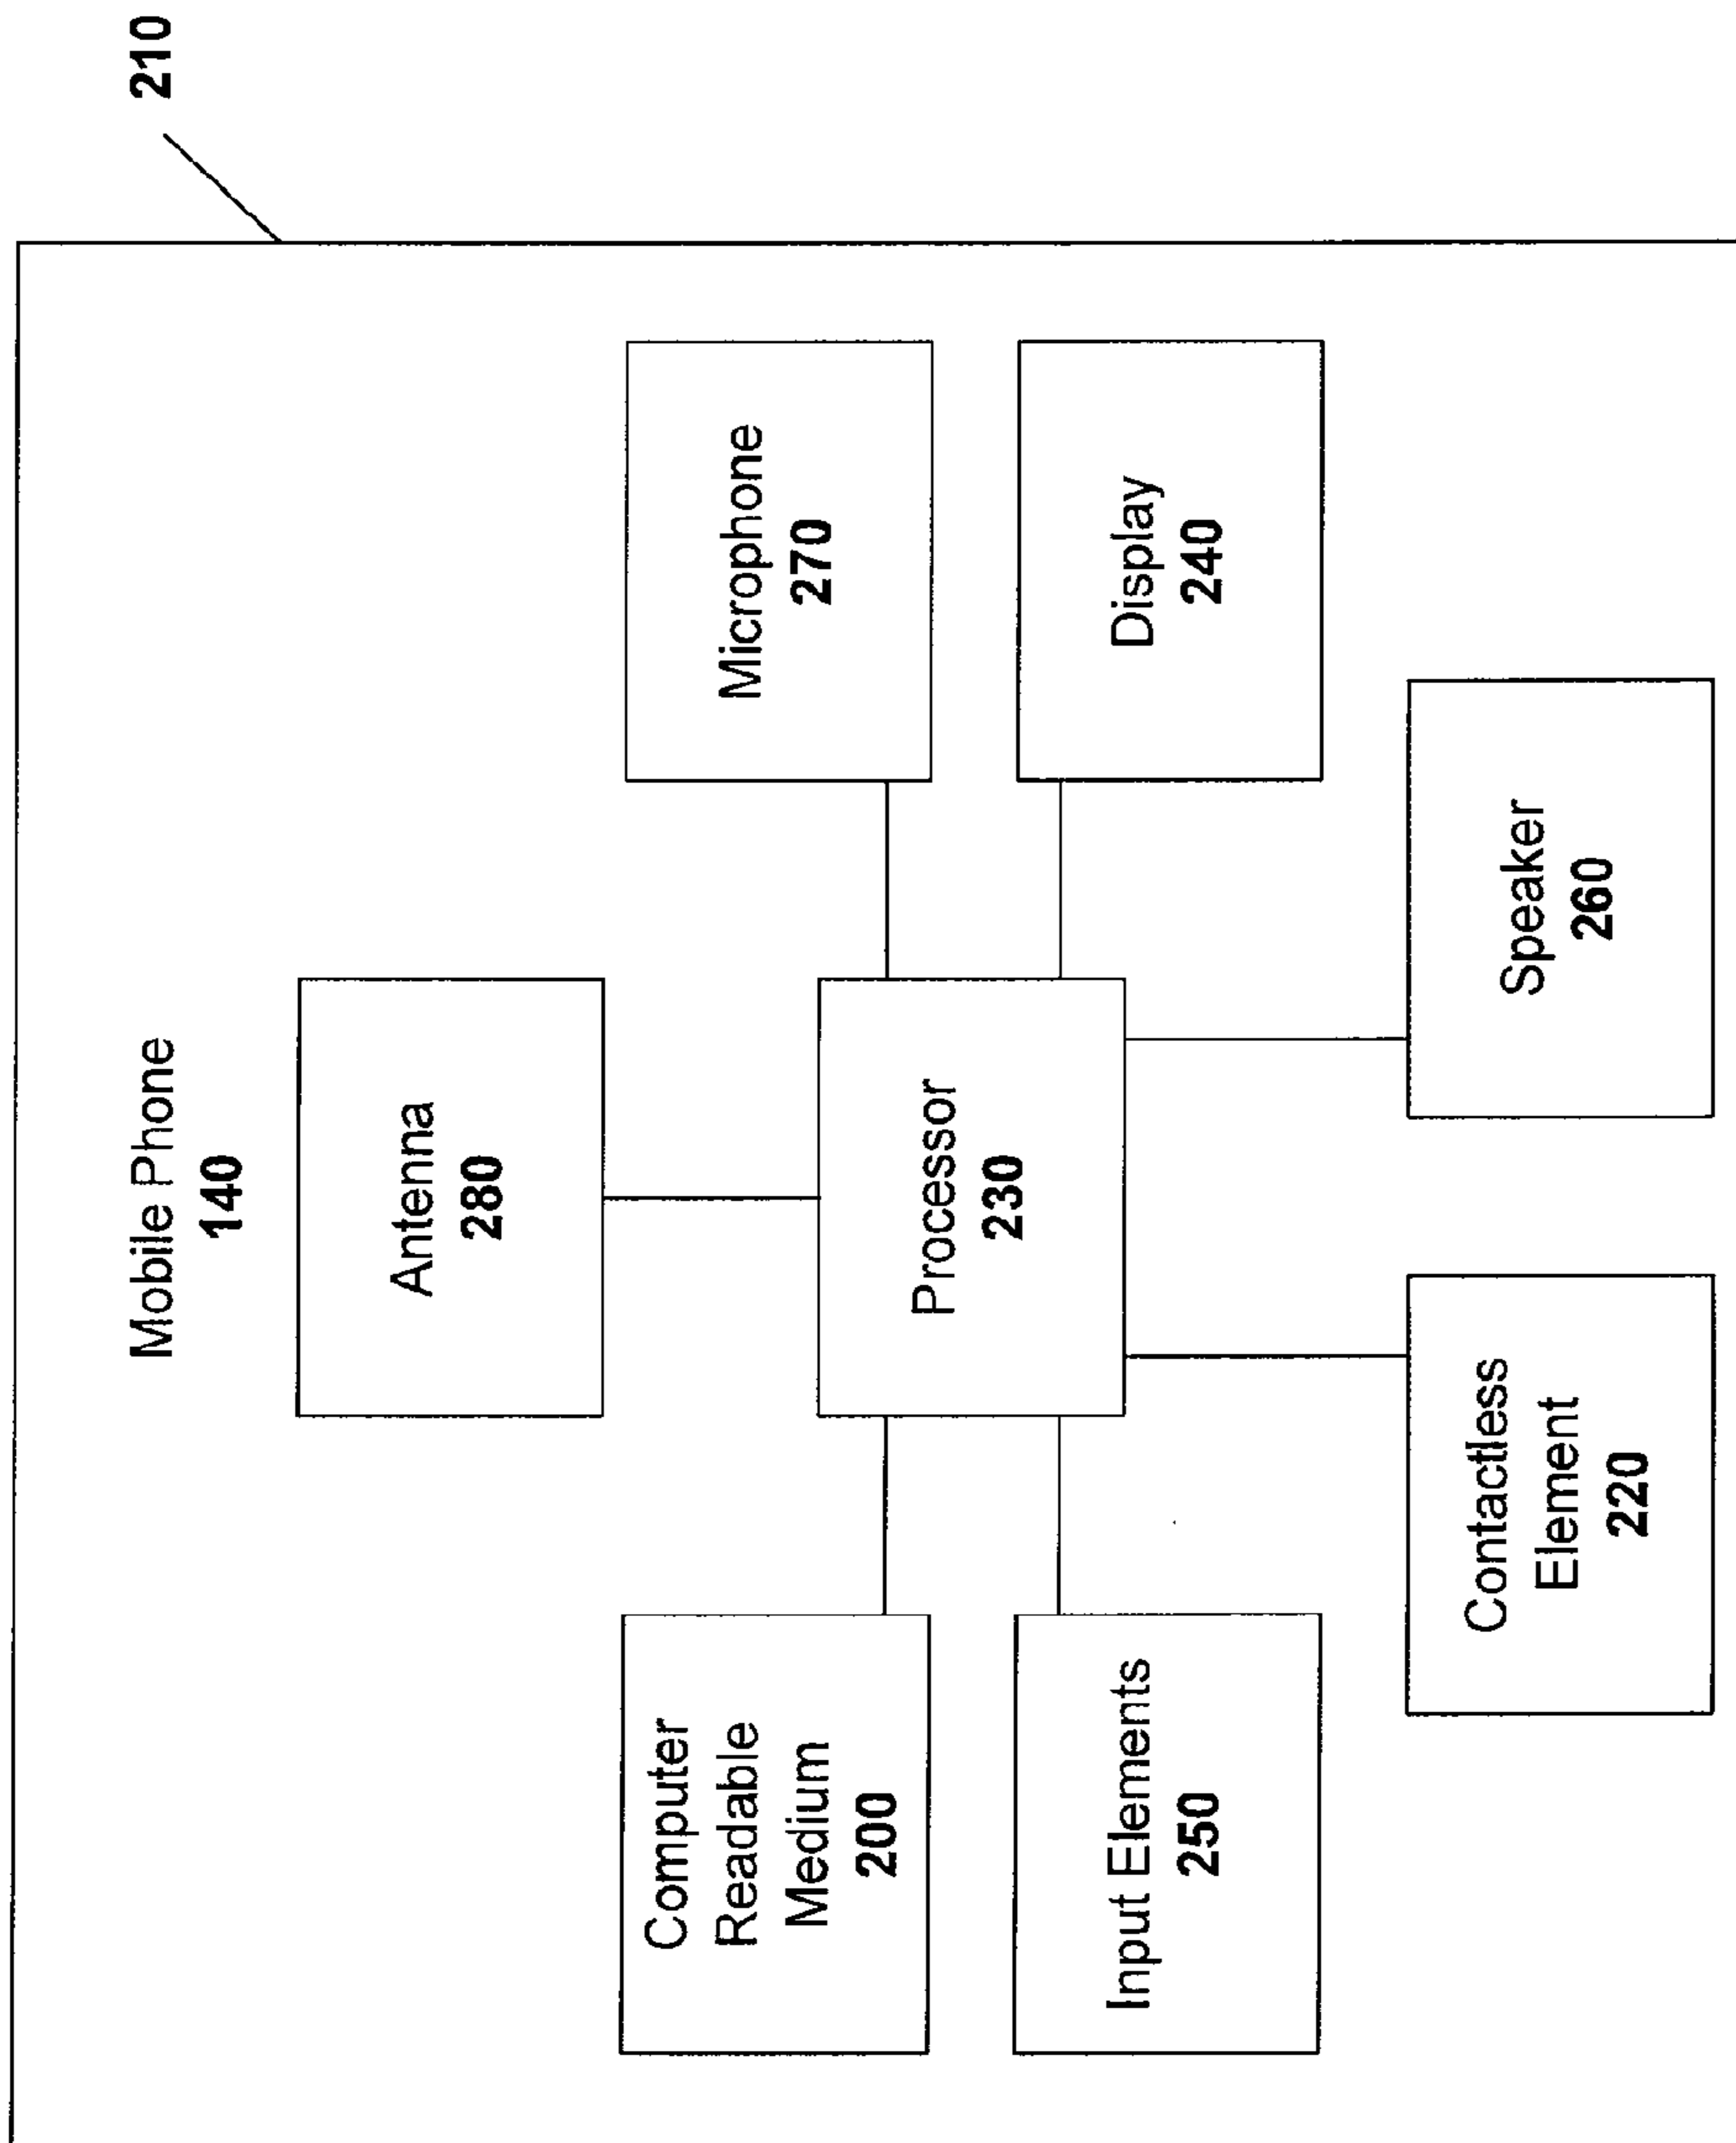 210
Mobile Phone
140
Antenna
280
Computer
Readable
Medium
200
Processor
230
Microphone
270
Input Elements
250
Display
240
Contactless
Element
220
Speaker
260